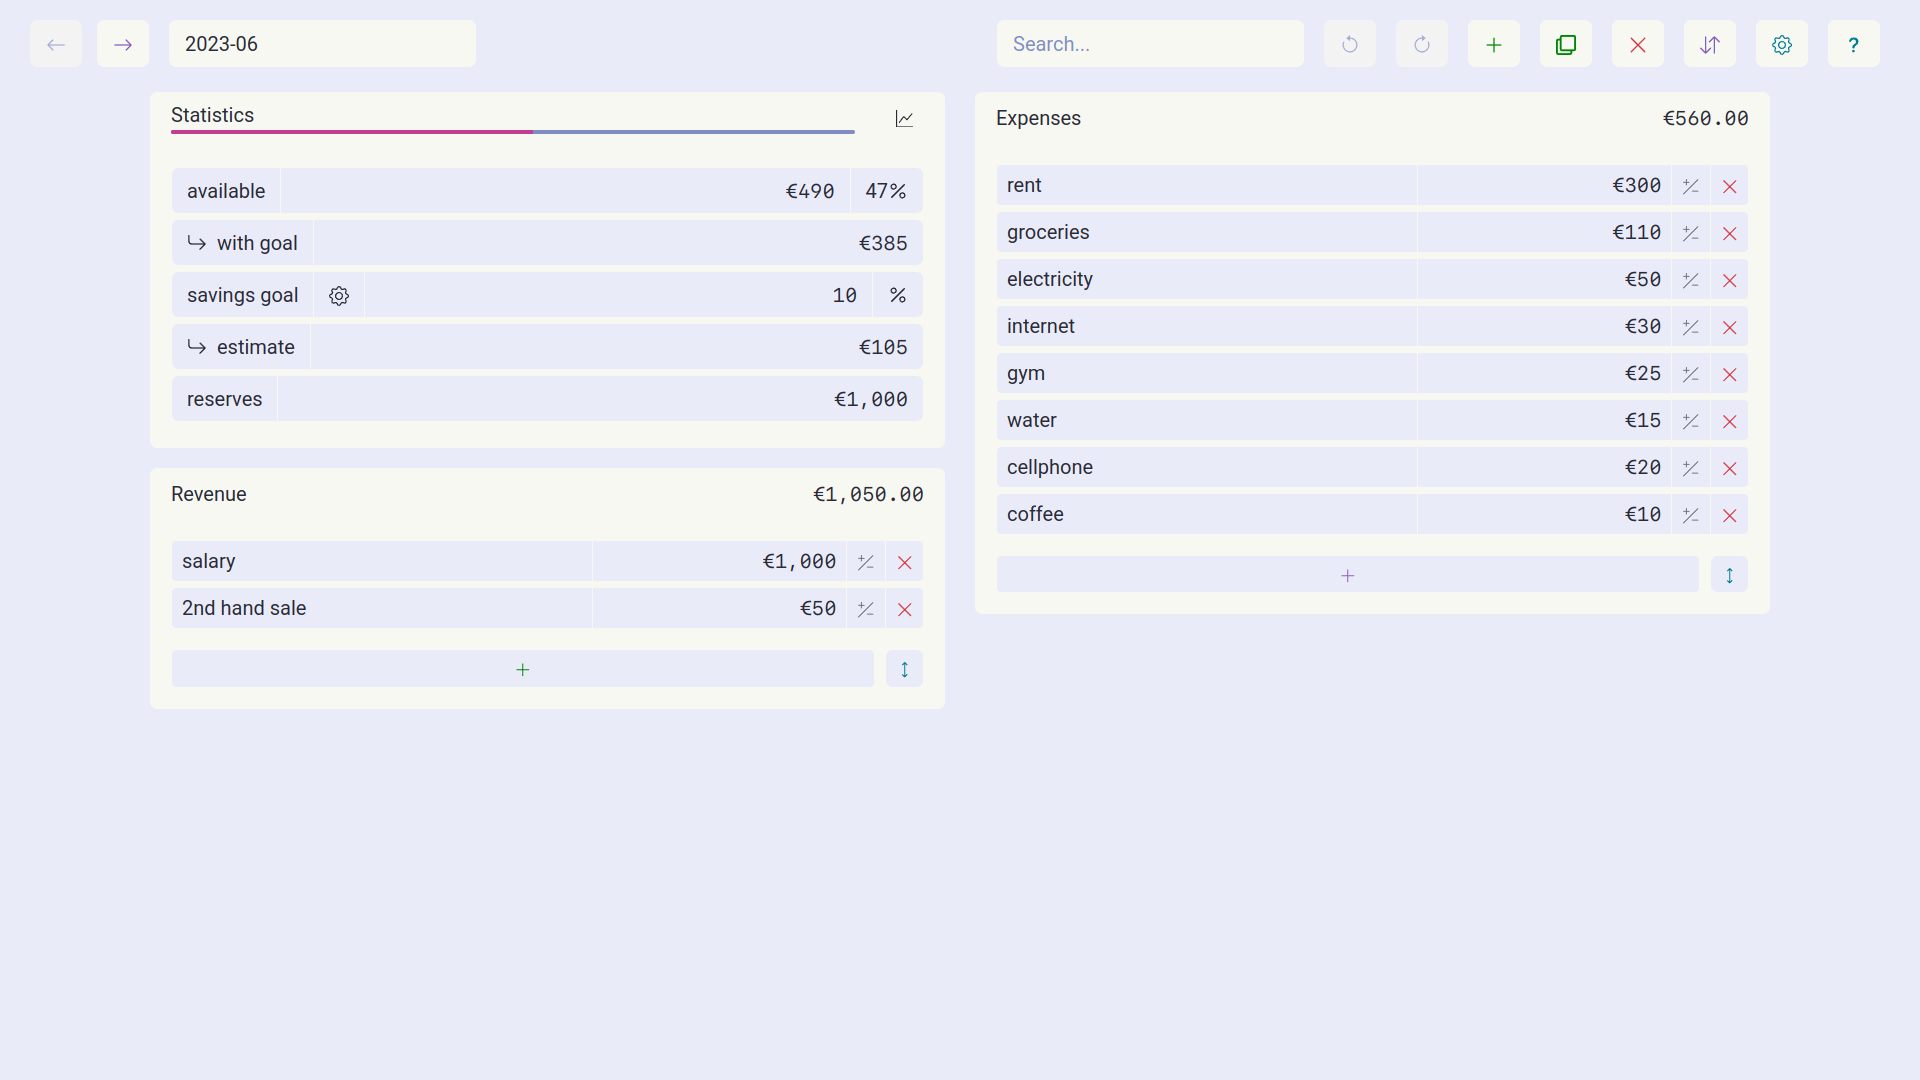 2023-06
Search...
?
Statistics
available €490 47%
with goal €385
savings goal 10 %
estimate €105
reserves €1,000
Revenue €1,050.00
salary €1,000
2nd hand sale €50
Expenses €560.00
rent €300
groceries €110
electricity €50
internet €30
gym €25
water €15
cellphone €20
coffee €10